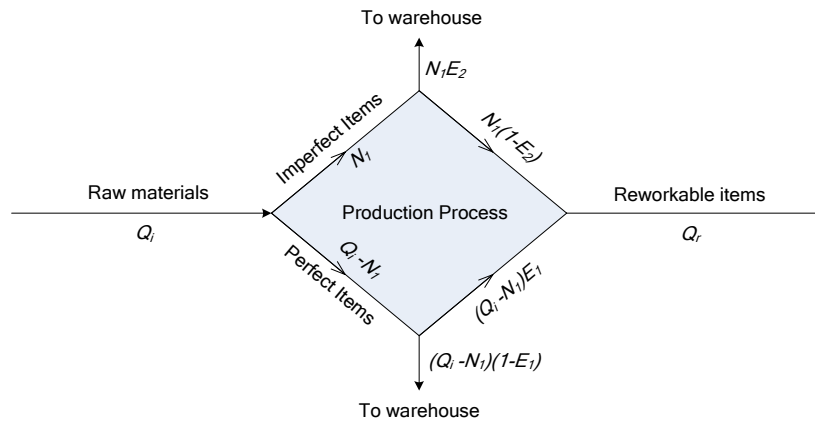 To warehouse
N₁E₂
Imperfect Items
N₁
N₁(1-E₂)
Raw materials
Qᵢ
Production Process
Reworkable items
Qᵣ
Qᵢ -N₁
Perfect Items
(Qᵢ -N₁)E₁
(Qᵢ -N₁)(1-E₁)
To warehouse